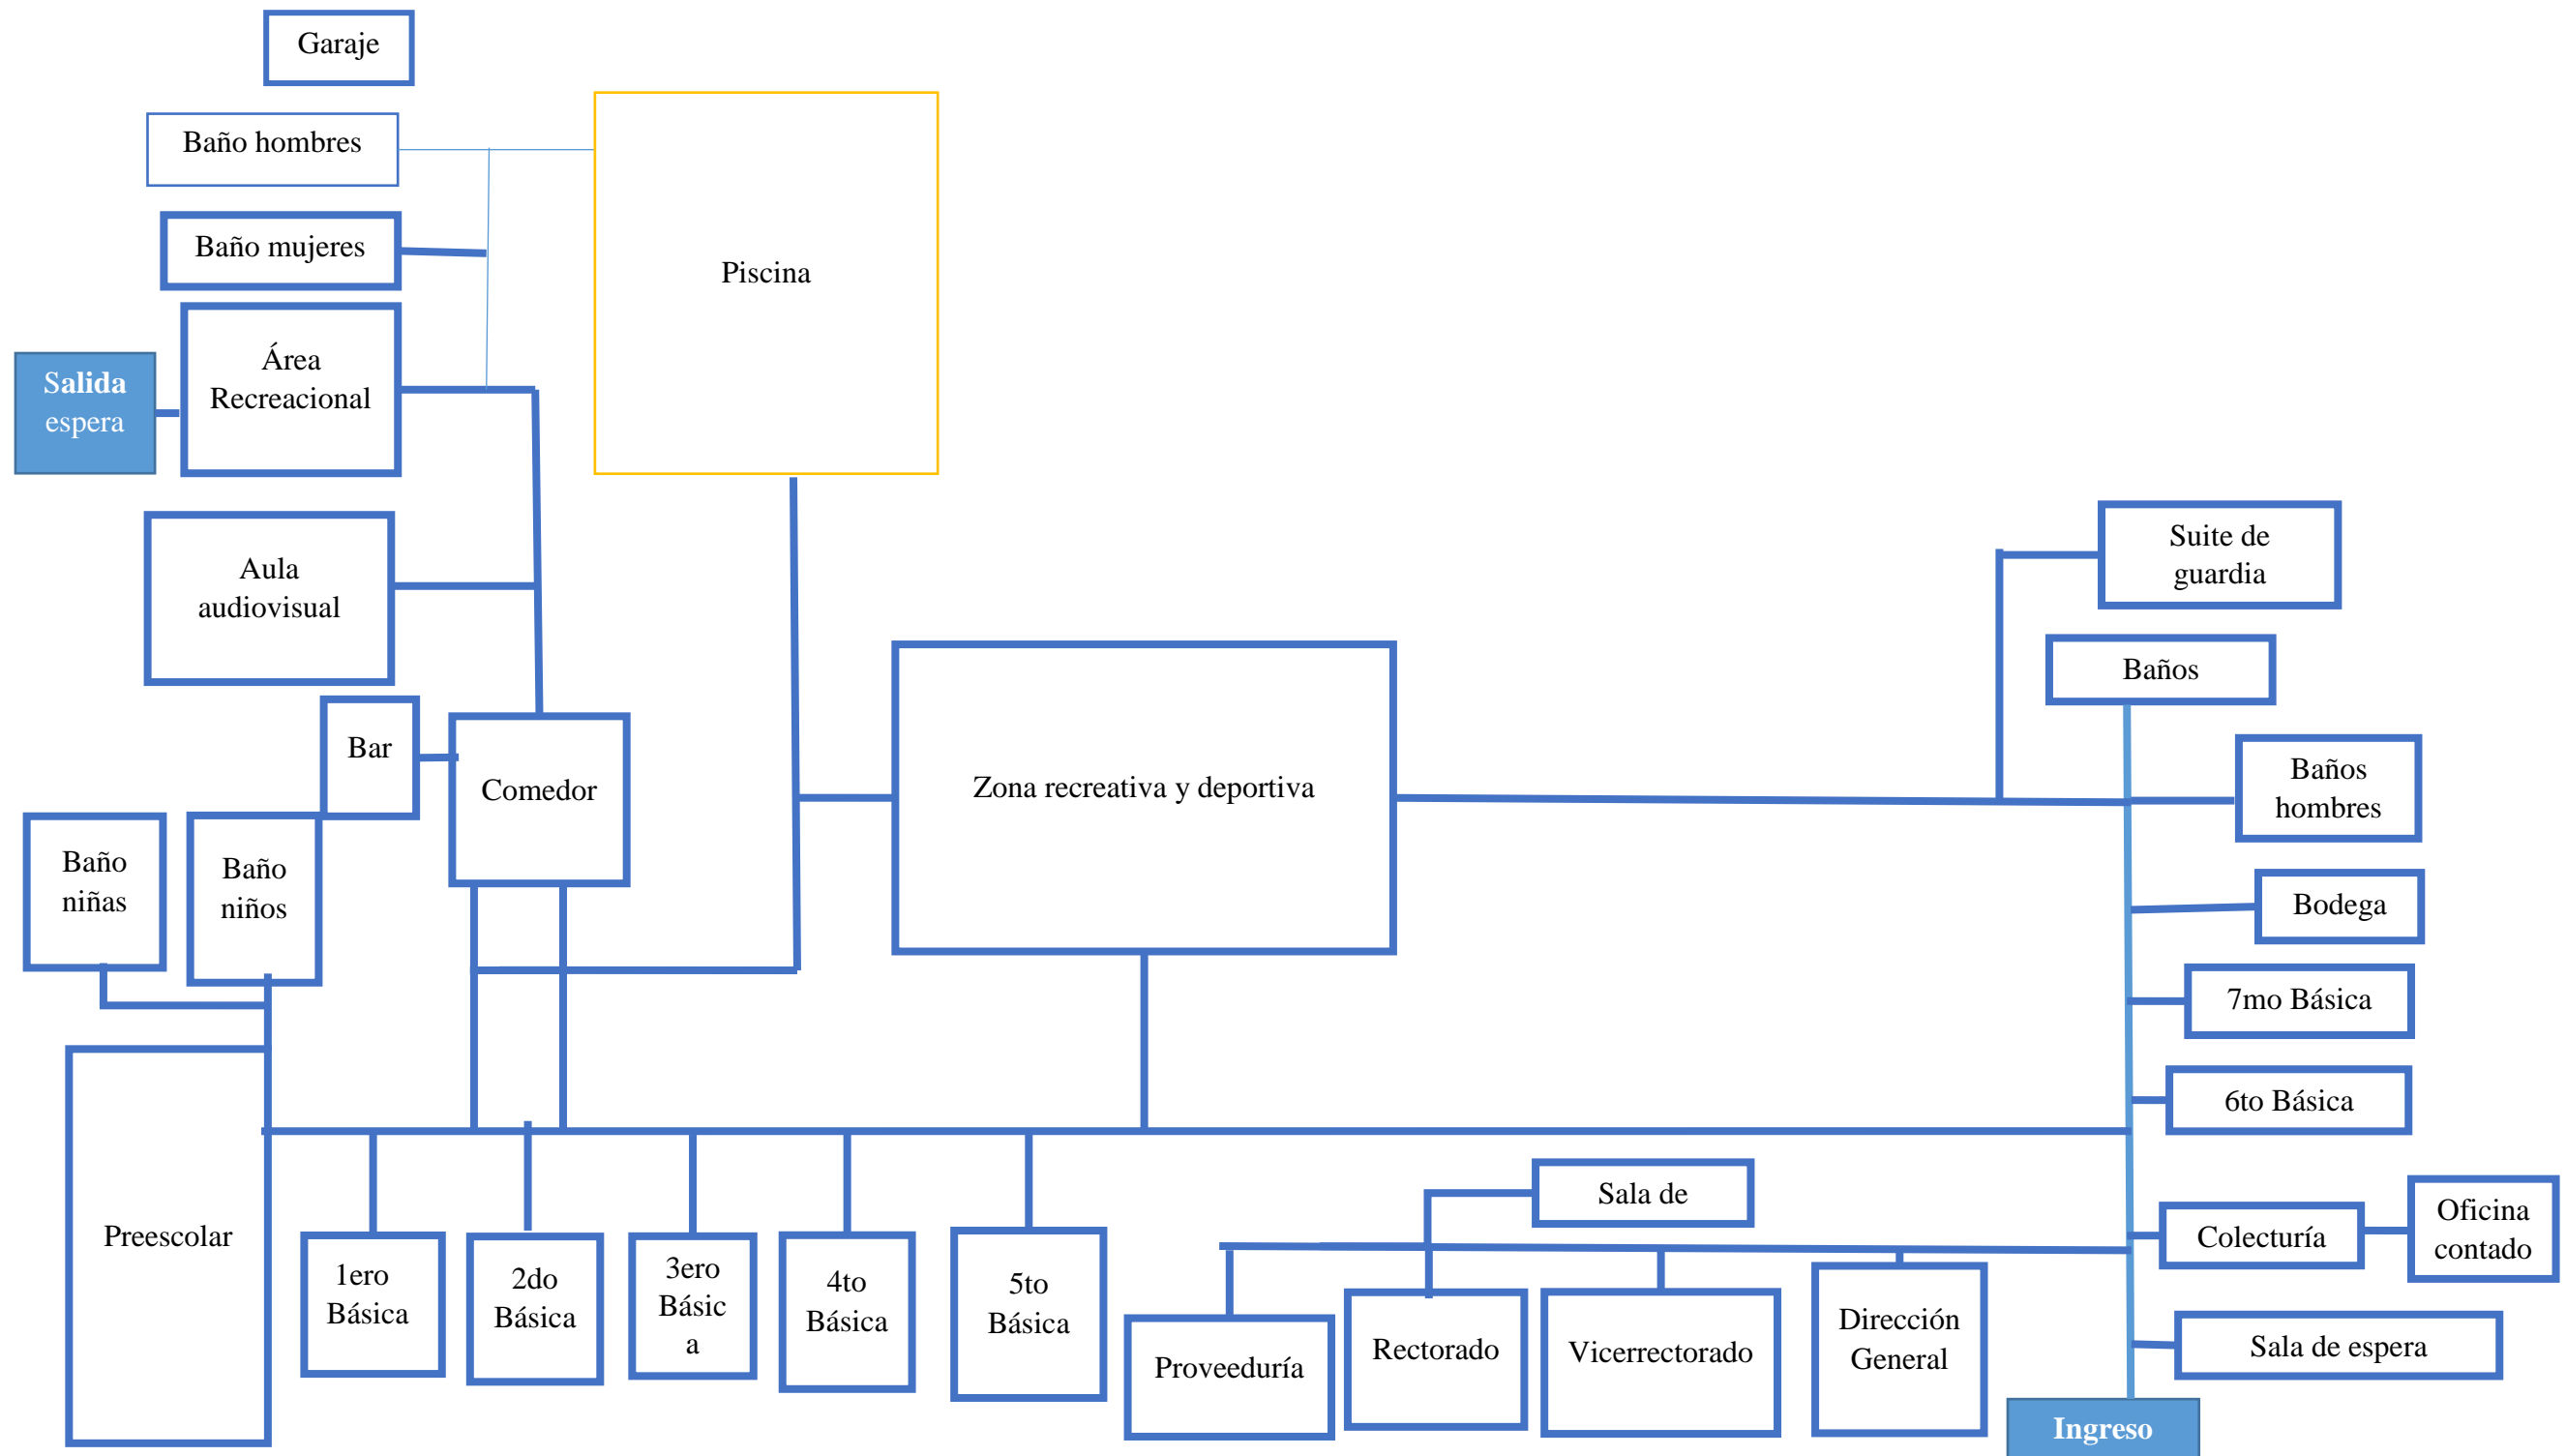 Garaje
Baño hombres
Baño mujeres
Piscina
Área
Recreacional
Salida
espera
Aula
audiovisual
Suite de
guardia
Baños
Bar
Comedor
Zona recreativa y deportiva
Baños
hombres
Baño
niñas
Baño
niños
Bodega
7mo Básica
6to Básica
Preescolar
1ero
Básica
2do
Básica
3ero
Básic
a
4to
Básica
5to
Básica
Sala de
Proveeduría
Rectorado
Vicerrectorado
Dirección
General
Colecturía
Oficina
contado
Sala de espera
Ingreso